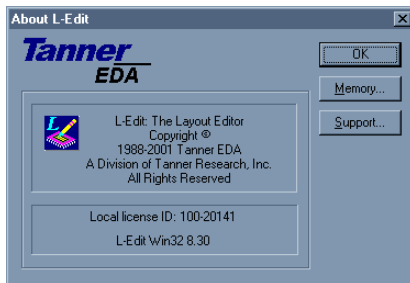 About L-Edit
Tanner
EDA
OK
Memory...
Support...
L-Edit: The Layout Editor
Copyright ©
1988-2001 Tanner EDA
A Division of Tanner Research, Inc.
All Rights Reserved
Local license ID: 100-20141
L-Edit Win32 8.30